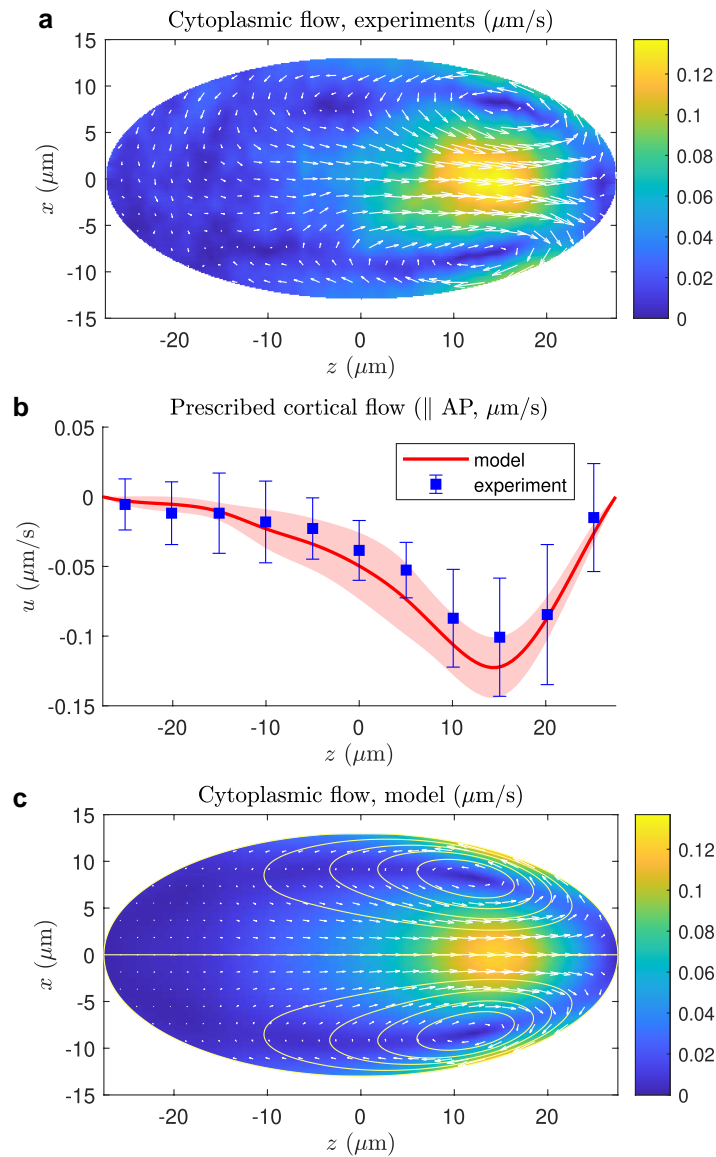 a
Cytoplasmic flow, experiments (μm/s)
15
10
5
0
-5
-10
-15
x (μm)
-20 -10 0 10 20
z (μm)
0.12
0.1
0.08
0.06
0.04
0.02
0
b
Prescribed cortical flow (∥ AP, μm/s)
0.05
0
-0.05
-0.1
-0.15
u (μm/s)
model
experiment
-20 -10 0 10 20
z (μm)
c
Cytoplasmic flow, model (μm/s)
15
10
5
0
-5
-10
-15
x (μm)
-20 -10 0 10 20
z (μm)
0.12
0.1
0.08
0.06
0.04
0.02
0